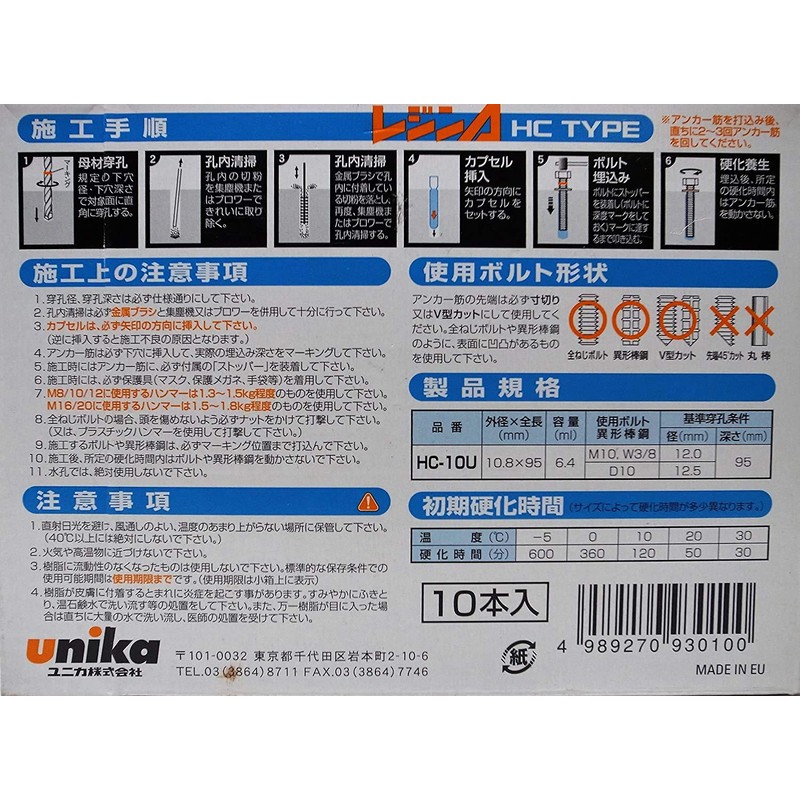 施工手順
レジンA HC TYPE
※アンカー筋を打込み後、
直ちに2~3回アンカー筋
を回してください。
1
マーキング
母材穿孔
規定の下穴
径・下穴深さ
で対象面に直
角に穿孔する。
2
孔内清掃
孔内の切粉
を集塵機また
はブロワーで
きれいに取り
除く。
3
孔内清掃
金属ブラシで孔
内に付着している
切粉を落とし、
再度、集塵機ま
たはブロワーで
孔内清掃する。
4
カプセル
挿入
矢印の方向に
カプセルを
セットする。
5
ボルト
埋込み
ボルトにストッパー
を装着し(ボルトに
深度マークをして
おく)マークに達す
るまで叩き込む。
6
硬化養生
埋込後、所定
の硬化時間内
はアンカー筋
を動かさない。
施工上の注意事項
1. 穿孔径、穿孔深さは必ず仕様通りにして下さい。
2. 孔内清掃は必ず金属ブラシと集塵機又はブロワーを併用して十分に行って下さい。
3. カプセルは、必ず矢印の方向に挿入して下さい。
(逆に挿入すると施工不良の原因となります。)
4. アンカー筋は必ず下穴に挿入して、実際の埋込み深さをマーキングして下さい。
5. 施工時にはアンカー筋に、必ず付属の「ストッパー」を装着して下さい。
6. 施工時には、必ず保護具(マスク、保護メガネ、手袋等)を着用して下さい。
7. M8/10/12に使用するハンマーは1.3~1.5kg程度のものを使用して下さい。
M16/20に使用するハンマーは1.5~1.8kg程度のものを使用して下さい。
8. 全ねじボルトの場合、頭を傷めないよう必ずナットをかけて打撃して下さい。
(又は、プラスチックハンマーを使用して打撃して下さい。)
9. 施工するボルトや異形棒鋼は、必ずマーキング位置まで打込んで下さい。
10. 施工後、所定の硬化時間内はボルトや異形棒鋼を動かさないで下さい。
11. 水孔では、絶対使用しないで下さい。
使用ボルト形状
アンカー筋の先端は必ず寸切り
又はV型カットにして使用してく
ださい。全ねじボルトや異形棒鋼
のように、表面に凹凸があるもの
を使用して下さい。
全ねじボルト 異形棒鋼 V型カット 先端45°カット 丸棒
製品規格
品番 外径×全長(mm) 容量(ml) 使用ボルト異形棒鋼 基準穿孔条件
径(mm) 深さ(mm)
HC-10U 10.8×95 6.4 M10, W3/8 12.0 95
D10 12.5
注意事項
1. 直射日光を避け、風通しのよい、温度のあまり上がらない場所に保管して下さい。
(40℃以上には絶対にしないで下さい。)
2. 火気や高温物に近づけないで下さい。
3. 樹脂に流動性のなくなったものは使用しないで下さい。標準的な保存条件での
使用可能期間は使用期限までです。(使用期限は小箱上に表示)
4. 樹脂が皮膚に付着するとまれに炎症を起こす事があります。すみやかにふきと
り、温石鹸水で洗い流す等の処置をして下さい。また、万一樹脂が目に入った場
合は直ちに大量の水で洗い流し、医師の処置を受けて下さい。
初期硬化時間(サイズによって硬化時間が多少異なります。)
温度(℃) -5 0 10 20 30
硬化時間(分) 600 360 120 50 30
10本入
紙
4 989270 930100
MADE IN EU
unika
ユニカ株式会社
〒101-0032 東京都千代田区岩本町2-10-6
TEL.03(3864)8711 FAX.03(3864)7746